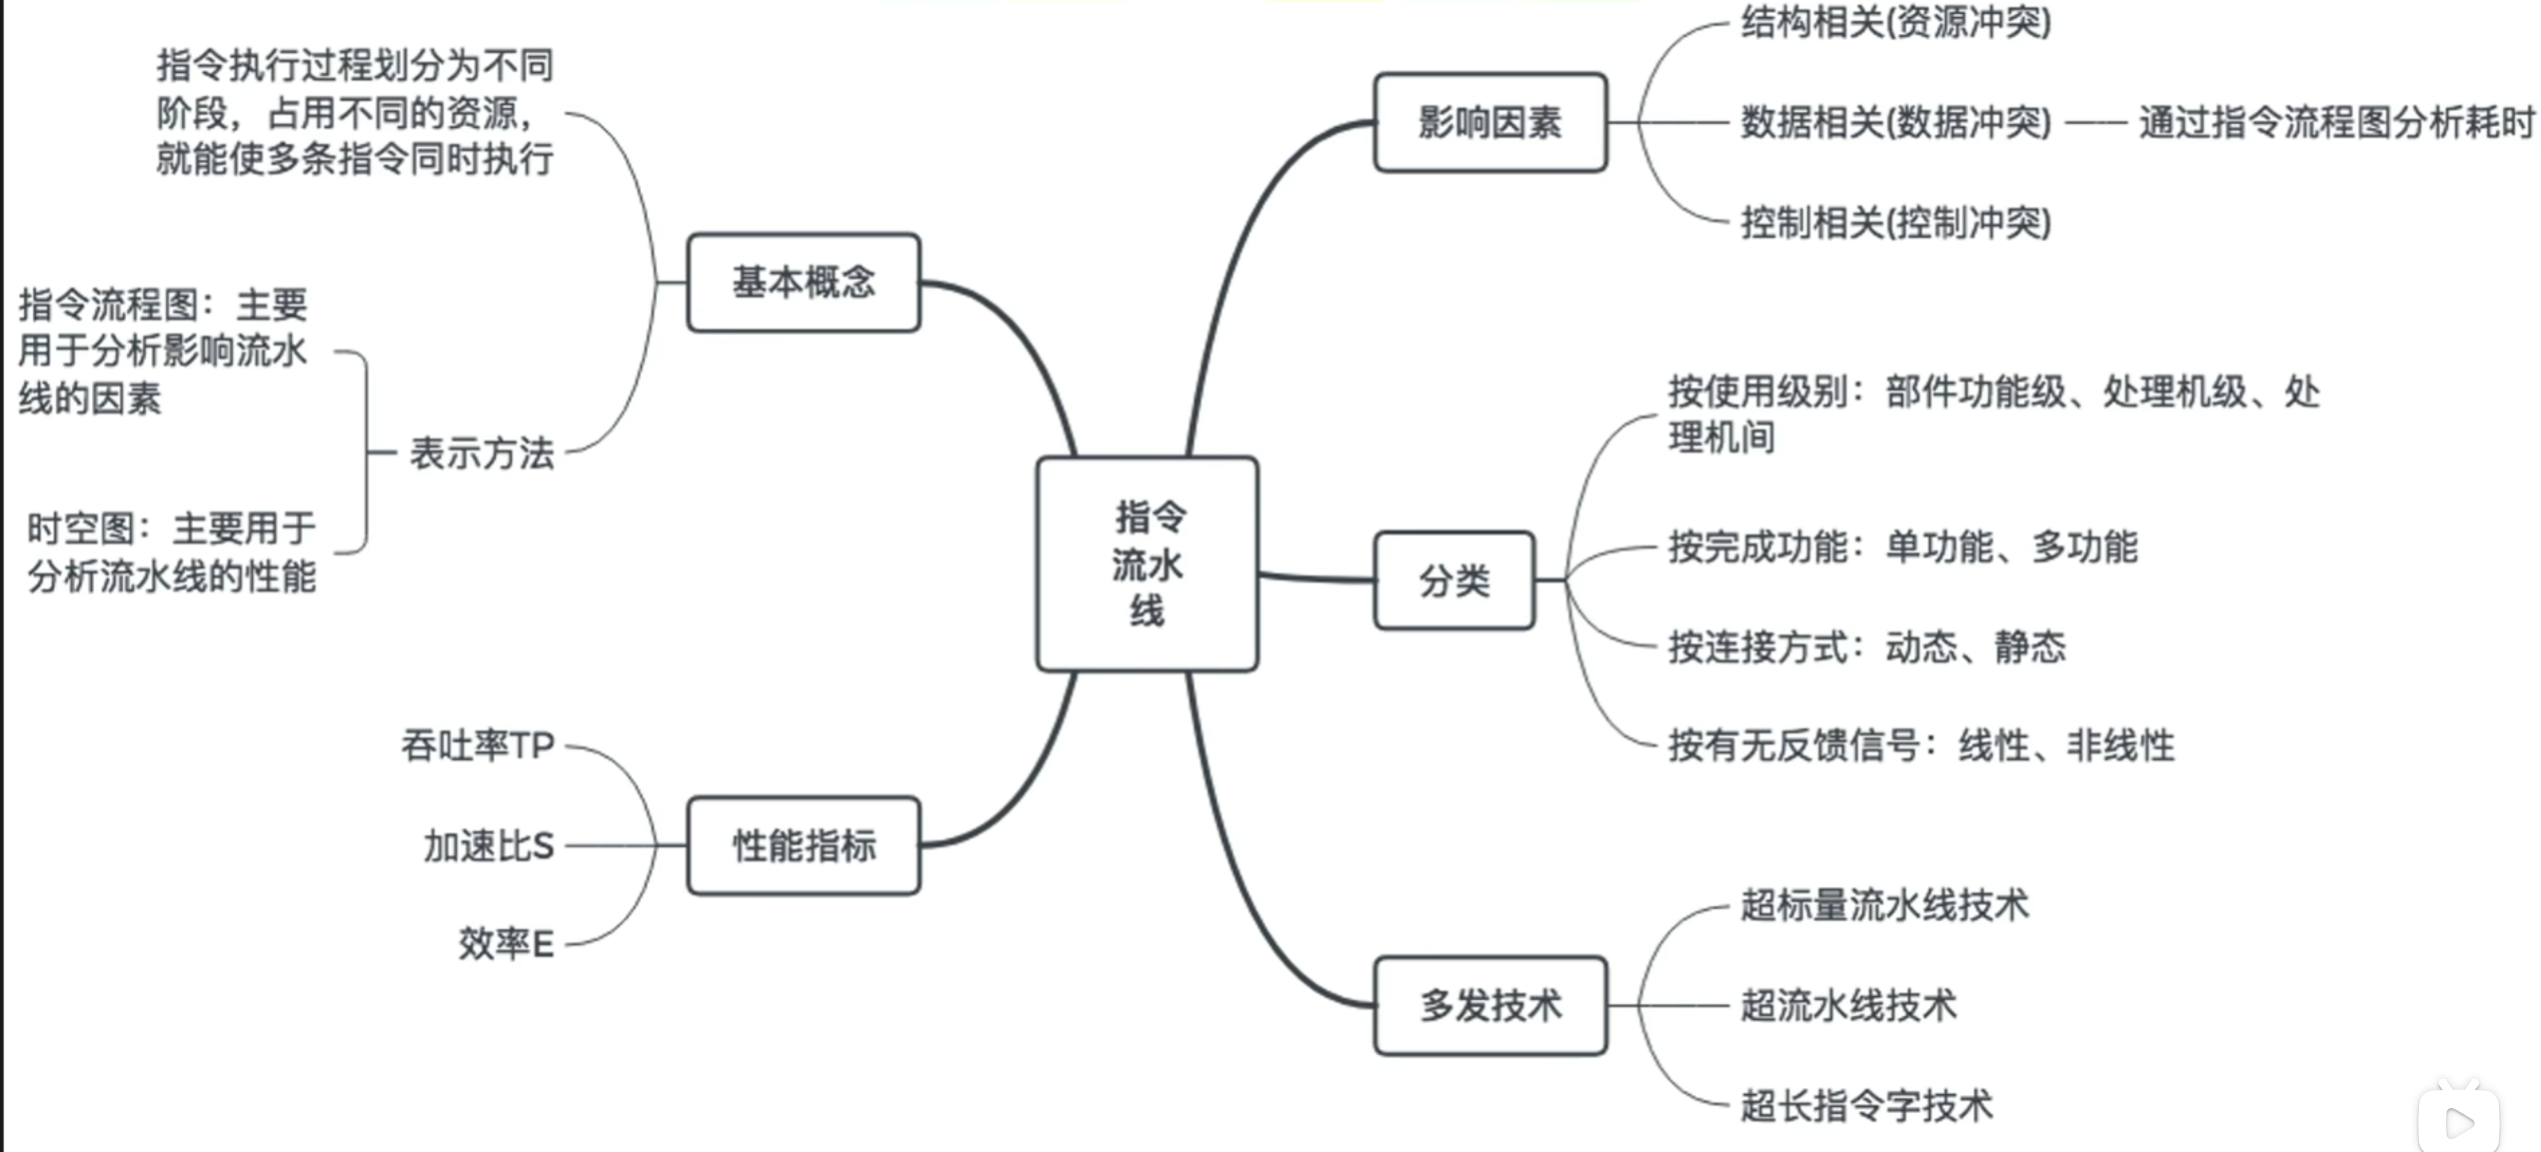 指令执行过程划分为不同
阶段，占用不同的资源，
就能使多条指令同时执行
基本概念
指令流程图：主要
用于分析影响流水
线的因素
表示方法
时空图：主要用于
分析流水线的性能
吞吐率TP
加速比S
效率E
性能指标
指令
流水
线
影响因素
结构相关(资源冲突)
数据相关(数据冲突)
通过指令流程图分析耗时
控制相关(控制冲突)
分类
按使用级别：部件功能级、处理机级、处
理机间
按完成功能：单功能、多功能
按连接方式：动态、静态
按有无反馈信号：线性、非线性
多发技术
超标量流水线技术
超流水线技术
超长指令字技术